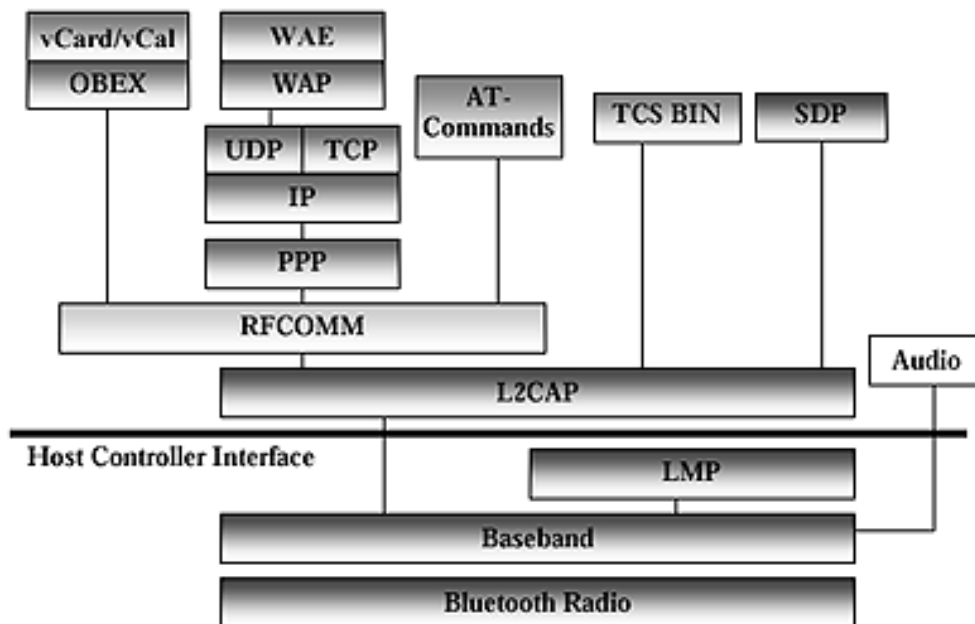 vCard/vCal
OBEX
WAE
WAP
UDP
TCP
IP
PPP
AT-
Commands
TCS BIN
SDP
RFCOMM
L2CAP
Audio
Host Controller Interface
LMP
Baseband
Bluetooth Radio